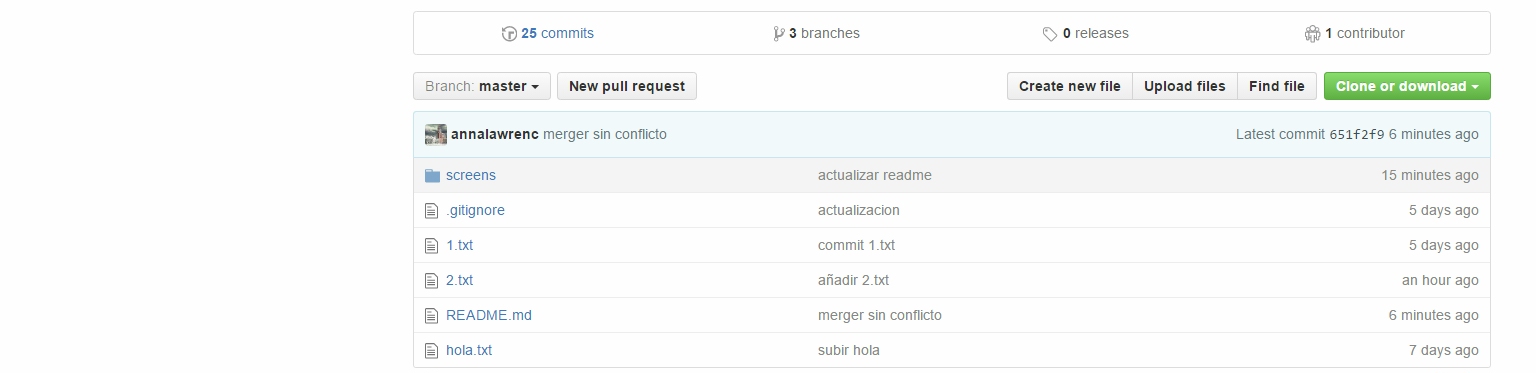 25 commits 3 branches 0 releases 1 contributor
Branch: master New pull request Create new file Upload files Find file Clone or download
annalawrenc merger sin conflicto Latest commit 651f2f9 6 minutes ago
screens actualizar readme 15 minutes ago
.gitignore actualizacion 5 days ago
1.txt commit 1.txt 5 days ago
2.txt añadir 2.txt an hour ago
README.md merger sin conflicto 6 minutes ago
hola.txt subir hola 7 days ago